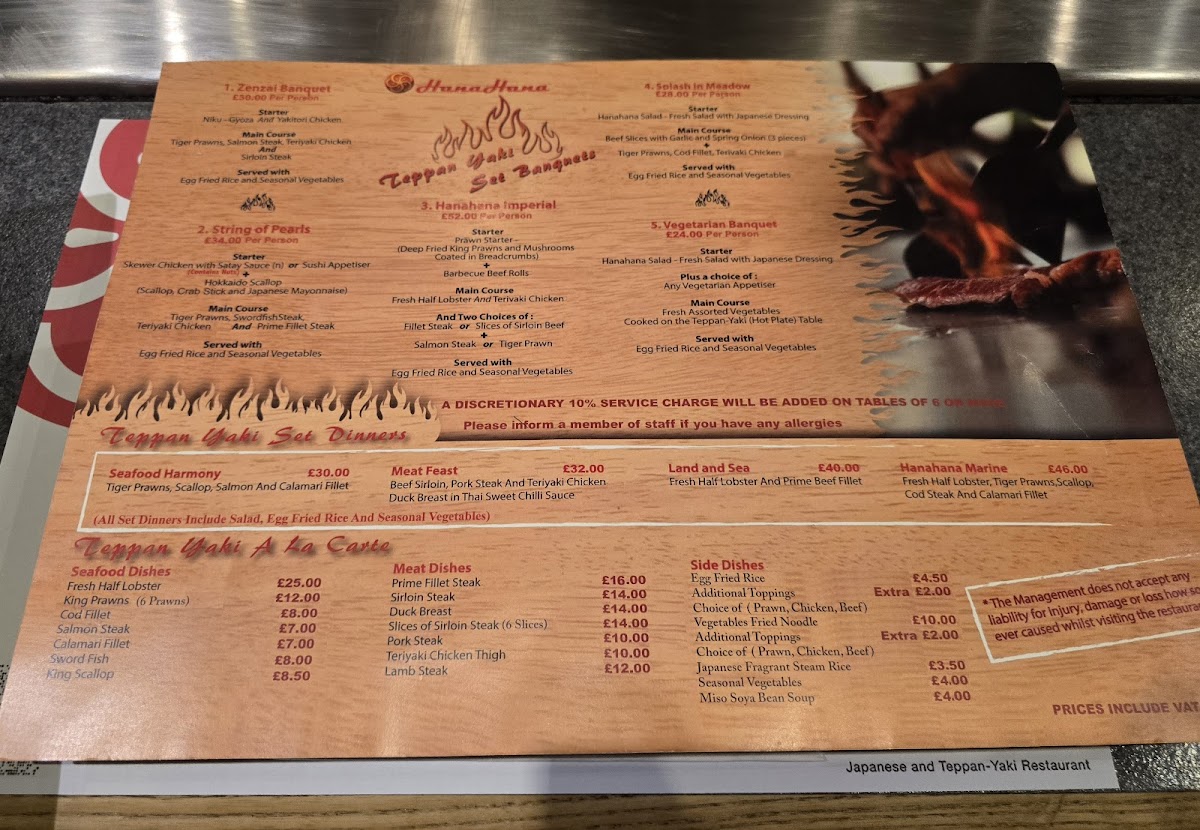 HanaHana
Teppan Yaki
Set Banquets
1. Zenzai Banquet
£50.00 Per Person
Starter
Niku - Gyoza And Yakitori Chicken
Main Course
Tiger Prawns, Salmon Steak, Teriyaki Chicken
And
Sirloin Steak
Served with
Egg Fried Rice and Seasonal Vegetables
2. String of Pearls
£34.00 Per Person
Starter
Skewer Chicken with Satay Sauce (n) or Sushi Appetiser
(Contains Nuts) +
Hokkaido Scallop
(Scallop, Crab Stick and Japanese Mayonnaise)
Main Course
Tiger Prawns, SwordfishSteak,
Teriyaki Chicken And Prime Fillet Steak
Served with
Egg Fried Rice and Seasonal Vegetables
3. Hanahana Imperial
£52.00 Per Person
Starter
Prawn Starter -
(Deep Fried King Prawns and Mushrooms
Coated in Breadcrumbs)
+
Barbecue Beef Rolls
Main Course
Fresh Half Lobster And Teriyaki Chicken
And Two Choices of :
Fillet Steak or Slices of Sirloin Beef
+
Salmon Steak or Tiger Prawn
Served with
Egg Fried Rice and Seasonal Vegetables
4. Splash in Meadow
£28.00 Per Person
Starter
Hanahana Salad - Fresh Salad with Japanese Dressing
Main Course
Beef Slices with Garlic and Spring Onion (3 pieces)
+
Tiger Prawns, Cod Fillet, Teriyaki Chicken
Served with
Egg Fried Rice and Seasonal Vegetables
5. Vegetarian Banquet
£24.00 Per Person
Starter
Hanahana Salad - Fresh Salad with Japanese Dressing
Plus a choice of :
Any Vegetarian Appetiser
Main Course
Fresh Assorted Vegetables
Cooked on the Teppan-Yaki (Hot Plate) Table
Served with
Egg Fried Rice and Seasonal Vegetables
A DISCRETIONARY 10% SERVICE CHARGE WILL BE ADDED ON TABLES OF 6 OR
Please inform a member of staff if you have any allergies
Teppan Yaki Set Dinners
Seafood Harmony £30.00
Tiger Prawns, Scallop, Salmon And Calamari Fillet
Meat Feast £32.00
Beef Sirloin, Pork Steak And Teriyaki Chicken
Duck Breast in Thai Sweet Chilli Sauce
Land and Sea £40.00
Fresh Half Lobster And Prime Beef Fillet
Hanahana Marine £46.00
Fresh Half Lobster, Tiger Prawns,Scallop,
Cod Steak And Calamari Fillet
(All Set Dinners Include Salad, Egg Fried Rice And Seasonal Vegetables)
Teppan Yaki A La Carte
Seafood Dishes
Fresh Half Lobster £25.00
King Prawns (6 Prawns) £12.00
Cod Fillet £8.00
Salmon Steak £7.00
Calamari Fillet £7.00
Sword Fish £8.00
King Scallop £8.50
Meat Dishes
Prime Fillet Steak £16.00
Sirloin Steak £14.00
Duck Breast £14.00
Slices of Sirloin Steak (6 Slices) £14.00
Pork Steak £10.00
Teriyaki Chicken Thigh £10.00
Lamb Steak £12.00
Side Dishes
Egg Fried Rice £4.50
Additional Toppings Extra £2.00
Choice of ( Prawn, Chicken, Beef)
Vegetables Fried Noodle £10.00
Additional Toppings Extra £2.00
Choice of ( Prawn, Chicken, Beef)
Japanese Fragrant Steam Rice £3.50
Seasonal Vegetables £4.00
Miso Soya Bean Soup £4.00
* The Management does not accept any
liability for injury, damage or loss how so
ever caused whilst visiting the restaurant
PRICES INCLUDE VAT
Japanese and Teppan-Yaki Restaurant